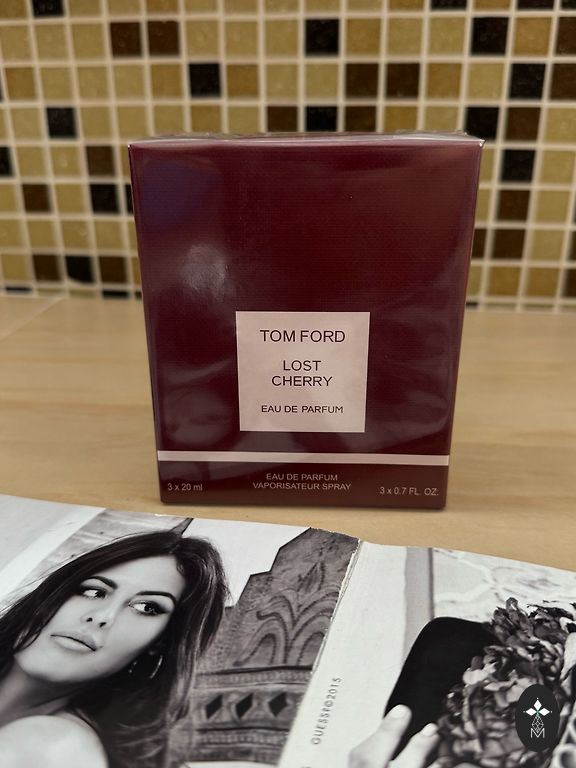 TOM FORD
LOST
CHERRY
EAU DE PARFUM
EAU DE PARFUM
VAPORISATEUR SPRAY
3 x 20 ml
3 x 0.7 FL. OZ.
GUESS?©2015